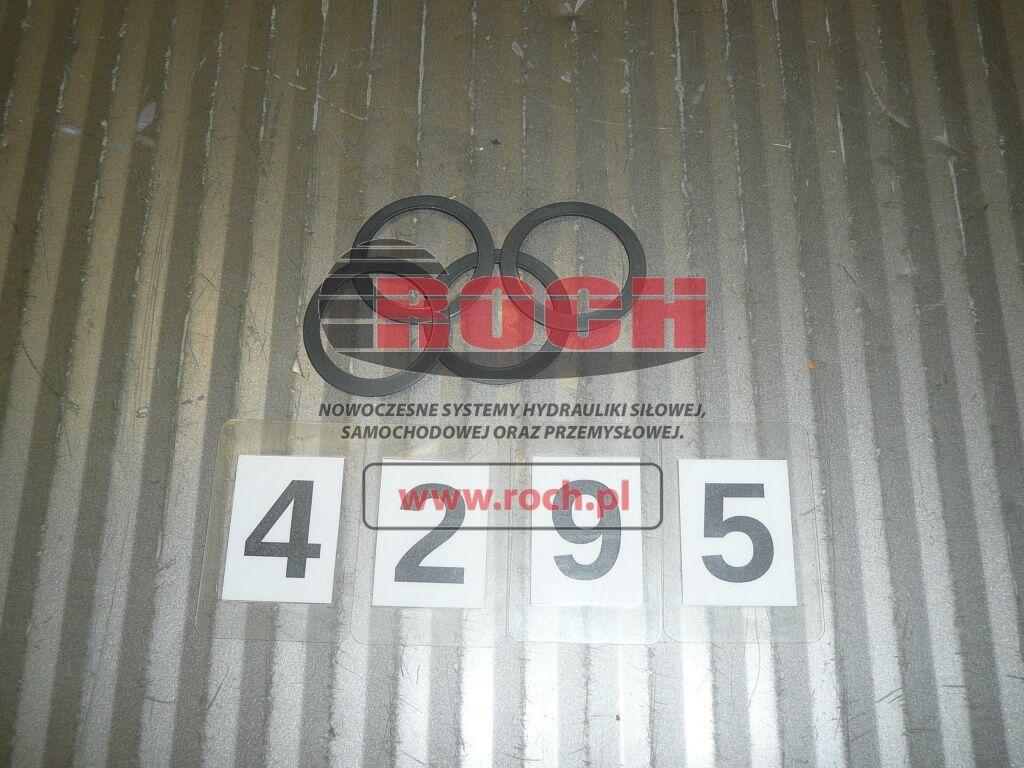 ROCH
NOWOCZESNE SYSTEMY HYDRAULIKI SIŁOWEJ,
SAMOCHODOWEJ ORAZ PRZEMYSŁOWEJ.
www.roch.pl
4 2 9 5